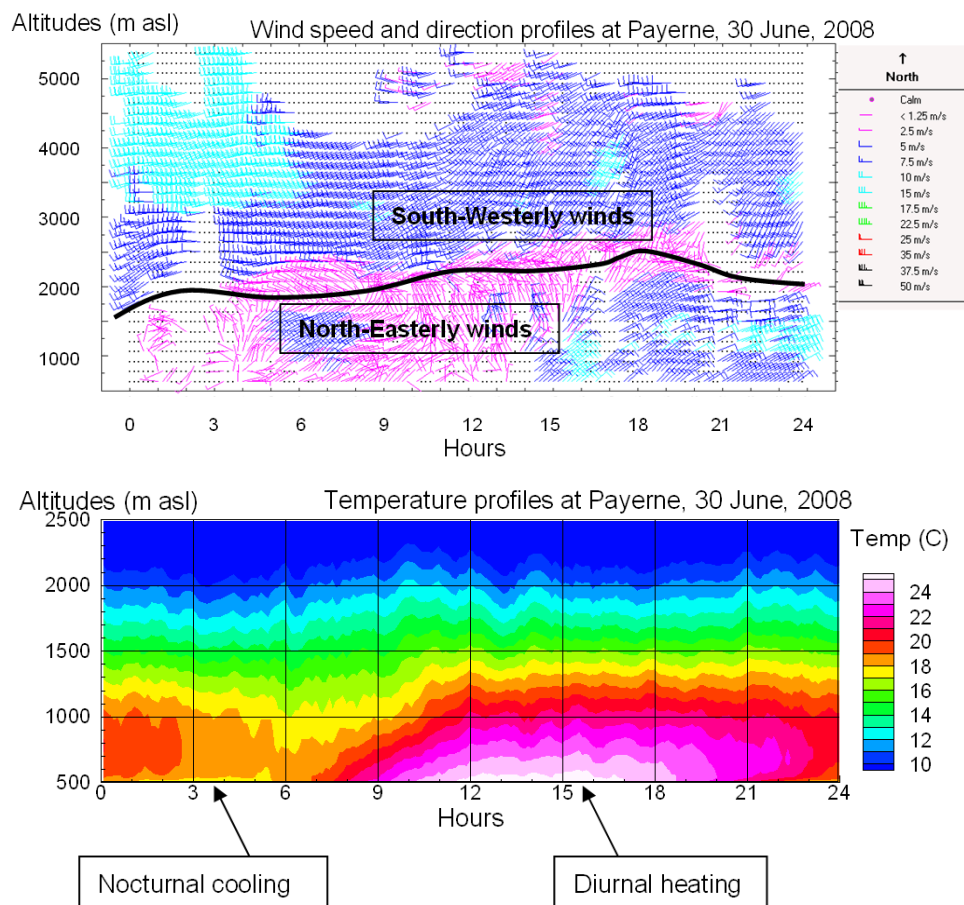 Altitudes (m asl)
Wind speed and direction profiles at Payerne, 30 June, 2008
5000
4000
3000
2000
1000
South-Westerly winds
North-Easterly winds
0 3 6 9 12 15 18 21 24
Hours
North
Calm
< 1.25 m/s
2.5 m/s
5 m/s
7.5 m/s
10 m/s
15 m/s
17.5 m/s
22.5 m/s
25 m/s
35 m/s
37.5 m/s
50 m/s
Altitudes (m asl)
Temperature profiles at Payerne, 30 June, 2008
2500
2000
1500
1000
500
0 3 6 9 12 15 18 21 24
Hours
Temp (C)
24
22
20
18
16
14
12
10
Nocturnal cooling
Diurnal heating